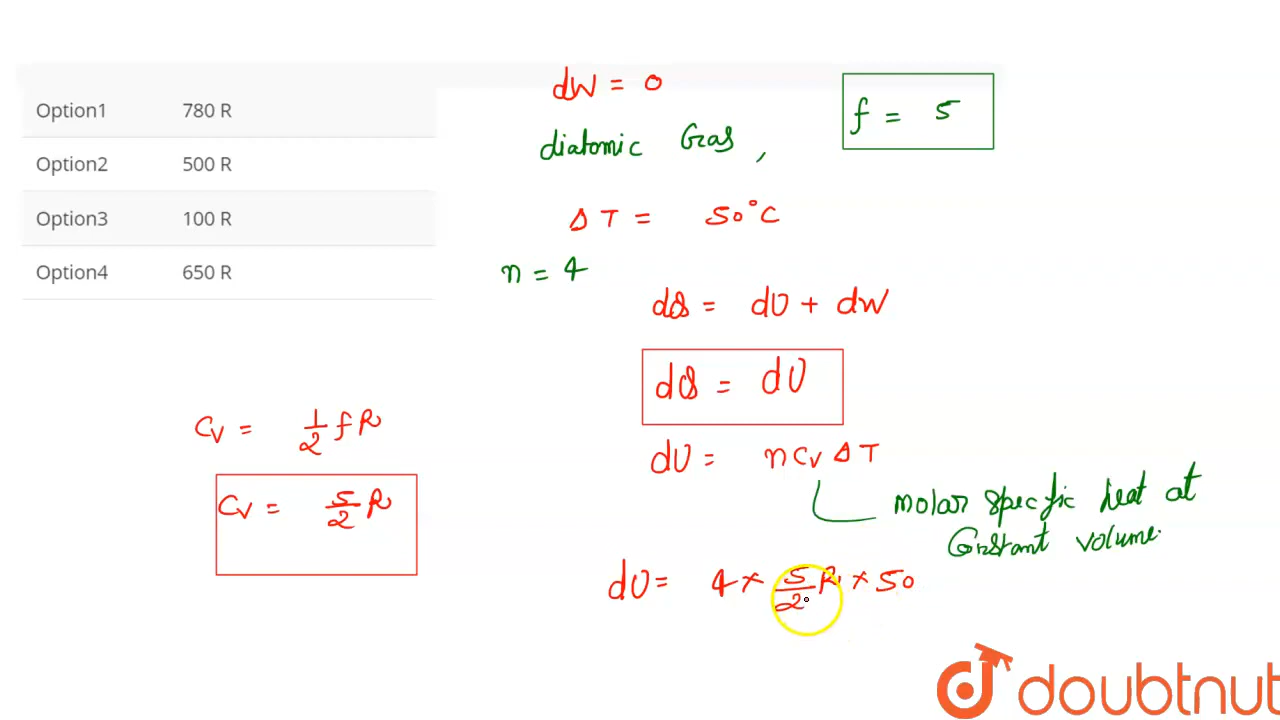 Option1 780 R
Option2 500 R
Option3 100 R
Option4 650 R
dW = 0
diatomic Gas,
f = 5
ΔT = 50°C
n = 4
dQ = dU + dW
dQ = dU
dU = nCv ΔT
molar specific heat at
Constant volume.
Cv = 1/2 f R
Cv = 5/2 R
dU = 4 × 5/2 R × 50
doubtnut